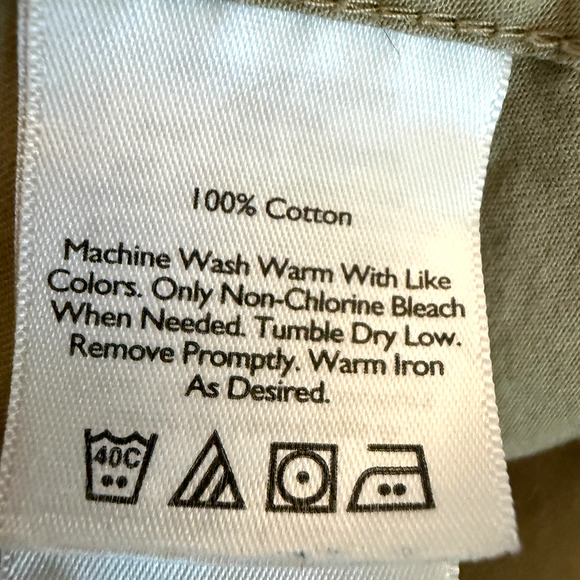 100% Cotton
Machine Wash Warm With Like
Colors. Only Non-Chlorine Bleach
When Needed. Tumble Dry Low.
Remove Promptly. Warm Iron
As Desired.
40C